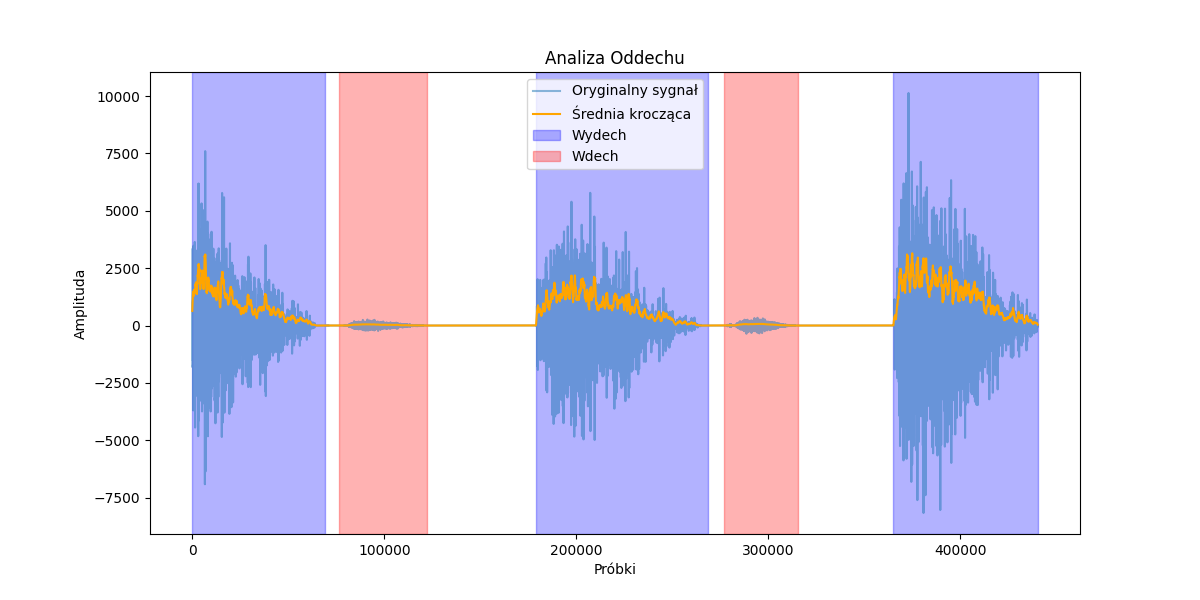 Analiza Oddechu
Oryginalny sygnał
Średnia krocząca
Wydech
Wdech
Amplituda
10000
7500
5000
2500
0
−2500
−5000
−7500
0
100000
200000
300000
400000
Próbki